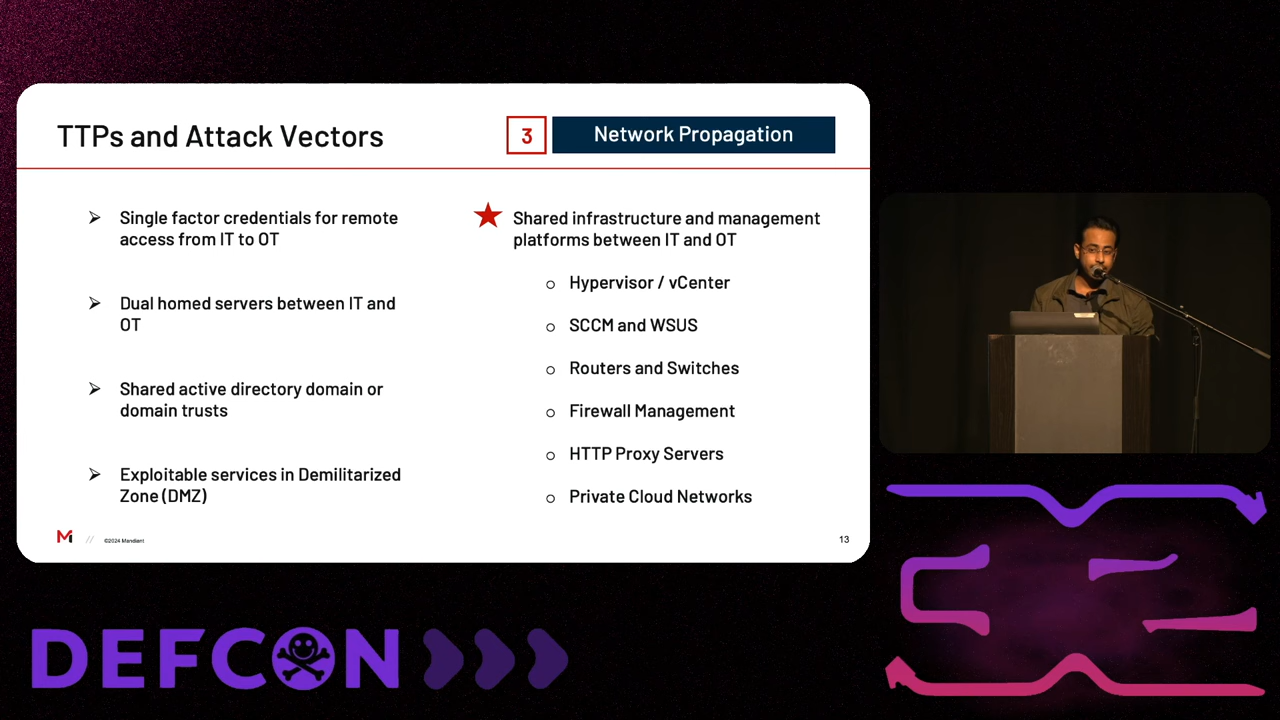 TTPs and Attack Vectors
3
Network Propagation
➢ Single factor credentials for remote
access from IT to OT
➢ Dual homed servers between IT and
OT
➢ Shared active directory domain or
domain trusts
➢ Exploitable services in Demilitarized
Zone (DMZ)
★ Shared infrastructure and management
platforms between IT and OT
○ Hypervisor / vCenter
○ SCCM and WSUS
○ Routers and Switches
○ Firewall Management
○ HTTP Proxy Servers
○ Private Cloud Networks
M // ©2024 Mandiant
13
DEFCON